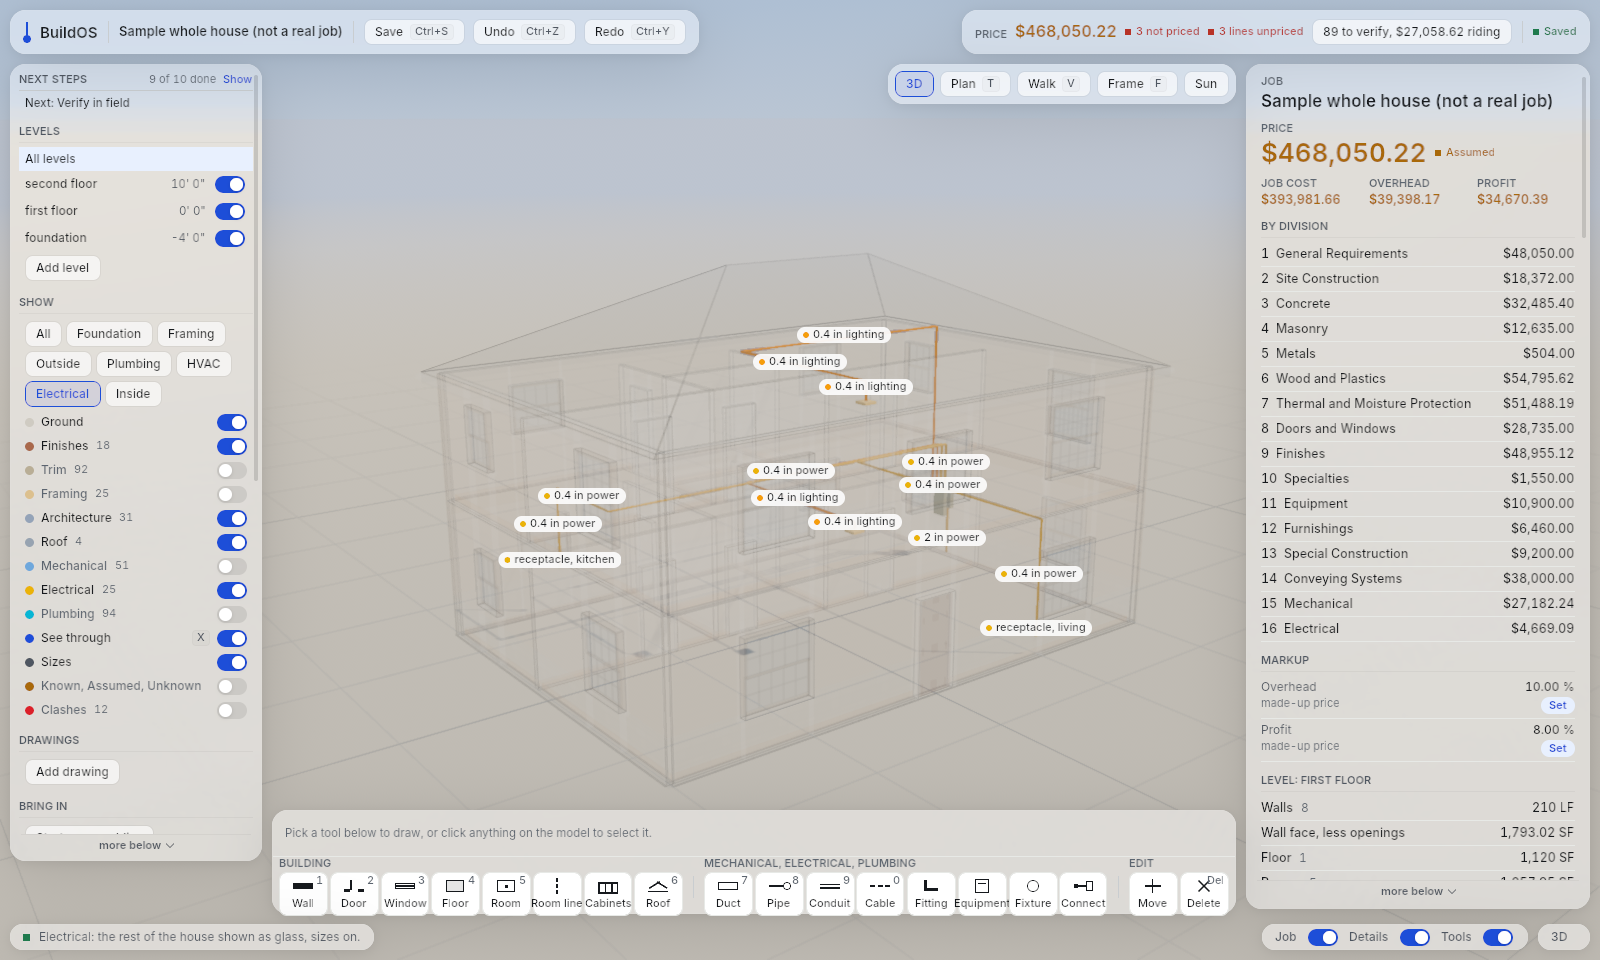 BuildOS
Sample whole house (not a real job)
Save Ctrl+S
Undo Ctrl+Z
Redo Ctrl+Y
PRICE $468,050.22
3 not priced
3 lines unpriced
89 to verify, $27,058.62 riding
Saved
NEXT STEPS 9 of 10 done Show
Next: Verify in field
LEVELS
All levels
second floor 10' 0"
first floor 0' 0"
foundation -4' 0"
Add level
SHOW
All Foundation Framing
Outside Plumbing HVAC
Electrical Inside
Ground
Finishes 18
Trim 92
Framing 25
Architecture 31
Roof 4
Mechanical 51
Electrical 25
Plumbing 94
See through X
Sizes
Known, Assumed, Unknown
Clashes 12
DRAWINGS
Add drawing
BRING IN
more below
3D
Plan T
Walk V
Frame F
Sun
0.4 in lighting
0.4 in lighting
0.4 in lighting
0.4 in power
0.4 in power
0.4 in power
0.4 in power
0.4 in lighting
0.4 in power
0.4 in lighting
2 in power
receptacle, kitchen
0.4 in power
receptacle, living
Pick a tool below to draw, or click anything on the model to select it.
BUILDING
1 Wall
2 Door
3 Window
4 Floor
5 Room
Room line
Cabinets
6 Roof
MECHANICAL, ELECTRICAL, PLUMBING
7 Duct
8 Pipe
9 Conduit
0 Cable
Fitting
Equipment
Fixture
Connect
EDIT
Move
Del Delete
JOB
Sample whole house (not a real job)
PRICE
$468,050.22 Assumed
JOB COST OVERHEAD PROFIT
$393,981.66 $39,398.17 $34,670.39
BY DIVISION
1 General Requirements $48,050.00
2 Site Construction $18,372.00
3 Concrete $32,485.40
4 Masonry $12,635.00
5 Metals $504.00
6 Wood and Plastics $54,795.62
7 Thermal and Moisture Protection $51,488.19
8 Doors and Windows $28,735.00
9 Finishes $48,955.12
10 Specialties $1,550.00
11 Equipment $10,900.00
12 Furnishings $6,460.00
13 Special Construction $9,200.00
14 Conveying Systems $38,000.00
15 Mechanical $27,182.24
16 Electrical $4,669.09
MARKUP
Overhead 10.00 %
made-up price Set
Profit 8.00 %
made-up price Set
LEVEL: FIRST FLOOR
Walls 8 210 LF
Wall face, less openings 1,793.02 SF
Floor 1 1,120 SF
more below
Electrical: the rest of the house shown as glass, sizes on.
Job Details Tools 3D